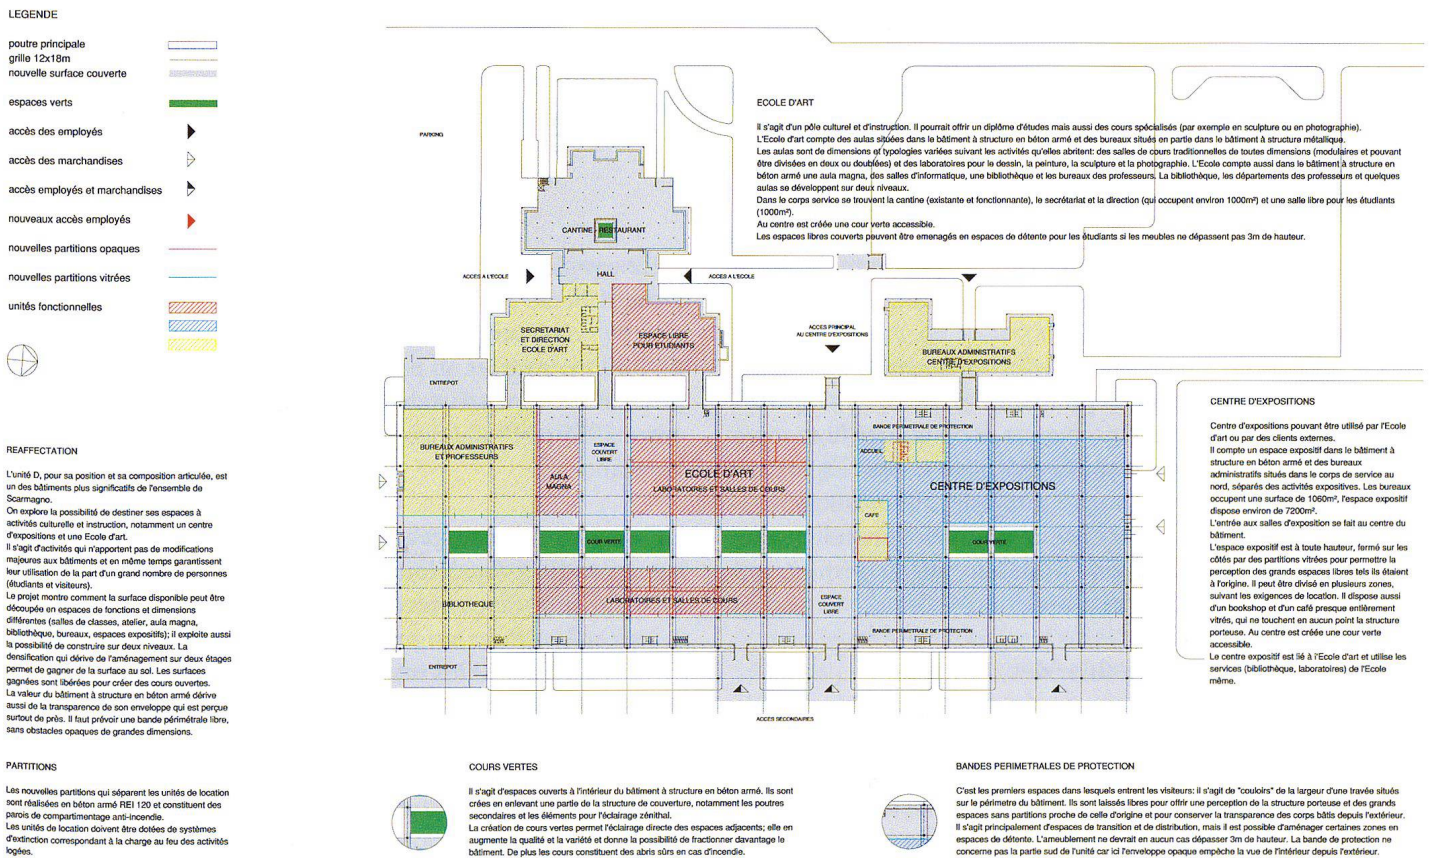 LEGENDE
poutre principale
grille 12x18m
nouvelle surface couverte
espaces verts
accès des employés
accès des marchandises
accès employés et marchandises
nouveaux accès employés
nouvelles partitions opaques
nouvelles partitions vitrées
unités fonctionnelles
REAFFECTATION
L'unité D, pour sa position et sa composition articulée, est
un des bâtiments plus significatifs de l'ensemble de
Scarmagno.
On explore la possibilité de destiner ses espaces à
activités culturelle et instruction, notamment un centre
d'expositions et une Ecole d'art.
Il s'agit d'activités qui n'apportent pas de modifications
majeures aux bâtiments et en même temps garantissent
leur utilisation de la part d'un grand nombre de personnes
(étudiants et visiteurs).
Le projet montre comment la surface disponible peut être
découpée en espaces de fonctions et dimensions
différentes (salles de classes, atelier, aula magna,
bibliothèque, bureaux, espaces expositifs); il exploite aussi
la possibilité de construire sur deux niveaux. La
densification qui dérive de l'aménagement sur deux étages
permet de gagner de la surface au sol. Les surfaces
gagnées sont libérées pour créer des cours ouvertes.
La valeur du bâtiment à structure en béton armé dérive
aussi de la transparence de son enveloppe qui est perçue
surtout de près. Il faut prévoir une bande périmétrale libre,
sans obstacles opaques de grandes dimensions.
PARTITIONS
Les nouvelles partitions qui séparent les unités de location
sont réalisées en béton armé REI 120 et constituent des
parois de compartimentage anti-incendie.
Les unités de location doivent être dotées de systèmes
d'extinction correspondant à la charge au feu des activités
logées.
PARKING
ECOLE D'ART
Il s'agit d'un pôle culturel et d'instruction. Il pourrait offrir un diplôme d'études mais aussi des cours spécialisés (par exemple en sculpture ou en photographie).
L'Ecole d'art compte des aulas situées dans le bâtiment à structure en béton armé et des bureaux situés en partie dans le bâtiment à structure métallique.
Les aulas sont de dimensions et typologies variées suivant les activités qu'elles abritent: des salles de cours traditionnelles de toutes dimensions (modulaires et pouvant
être divisées en deux ou doublées) et des laboratoires pour le dessin, la peinture, la sculpture et la photographie. L'Ecole compte aussi dans le bâtiment à structure en
béton armé une aula magna, des salles d'informatique, une bibliothèque et les bureaux des professeurs. La bibliothèque, les départements des professeurs et quelques
aulas se développent sur deux niveaux.
Dans le corps service se trouvent la cantine (existante et fonctionnante), le secrétariat et la direction (qui occupent environ 1000m²) et une salle libre pour les étudiants
(1000m²).
Au centre est créée une cour verte accessible.
Les espaces libres couverts peuvent être emenagés en espaces de détente pour les étudiants si les meubles ne dépassent pas 3m de hauteur.
CANTINE - RESTAURANT
ACCES A L'ECOLE
HALL
ACCES A L'ECOLE
SECRETARIAT
ET DIRECTION
ECOLE D'ART
ESPACE LIBRE
POUR ETUDIANTS
ACCES PRINCIPAL
AU CENTRE D'EXPOSITIONS
BUREAUX ADMINISTRATIFS
CENTRE D'EXPOSITIONS
ENTREPOT
BANDE PERIMETRALE DE PROTECTION
BUREAUX ADMINISTRATIFS
ET PROFESSEURS
ESPACE
COUVERT
LIBRE
AULA
MAGNA
ECOLE D'ART
LABORATOIRES ET SALLES DE COURS
ACCUEIL
CENTRE D'EXPOSITIONS
CAFE
COUR VERTE
COUR VERTE
BIBLIOTHEQUE
LABORATOIRES ET SALLES DE COURS
ESPACE
COUVERT
LIBRE
BANDE PERIMETRALE DE PROTECTION
ENTREPOT
ACCES SECONDAIRES
CENTRE D'EXPOSITIONS
Centre d'expositions pouvant être utilisé par l'Ecole
d'art ou par des clients externes.
Il compte un espace expositif dans le bâtiment à
structure en béton armé et des bureaux
administratifs situés dans le corps de service au
nord, séparés des activités expositives. Les bureaux
occupent une surface de 1060m², l'espace expositif
dispose environ de 7200m².
L'entrée aux salles d'exposition se fait au centre du
bâtiment.
L'espace expositif est à toute hauteur, fermé sur les
côtés par des partitions vitrées pour permettre la
perception des grands espaces libres tels ils étaient
à l'origine. Il peut être divisé en plusieurs zones,
suivant les exigences de location. Il dispose aussi
d'un bookshop et d'un café presque entièrement
vitrés, qui ne touchent en aucun point la structure
porteuse. Au centre est créée une cour verte
accessible.
Le centre expositif est lié à l'Ecole d'art et utilise les
services (bibliothèque, laboratoires) de l'Ecole
même.
COURS VERTES
Il s'agit d'espaces ouverts à l'intérieur du bâtiment à structure en béton armé. Ils sont
crées en enlevant une partie de la structure de couverture, notamment les poutres
secondaires et les éléments pour l'éclairage zénithal.
La création de cours vertes permet l'éclairage directe des espaces adjacents; elle en
augmente la qualité et la variété et donne la possibilité de fractionner davantage le
bâtiment. De plus les cours constituent des abris sûrs en cas d'incendie.
BANDES PERIMETRALES DE PROTECTION
C'est les premiers espaces dans lesquels entrent les visiteurs: il s'agit de "couloirs" de la largeur d'une travée situés
sur le périmetre du bâtiment. Ils sont laissés libres pour offrir une perception de la structure porteuse et des grands
espaces sans partitions proche de celle d'origine et pour conserver la transparence des corps bâtis depuis l'extérieur.
Il s'agit principalement d'espaces de transition et de distribution, mais il est possible d'aménager certaines zones en
espaces de détente. L'ameublement ne devrait en aucun cas dépasser 3m de hauteur. La bande de protection ne
concerne pas la partie sud de l'unité car ici l'enveloppe opaque empêche la vue de l'intérieur depuis l'extérieur.